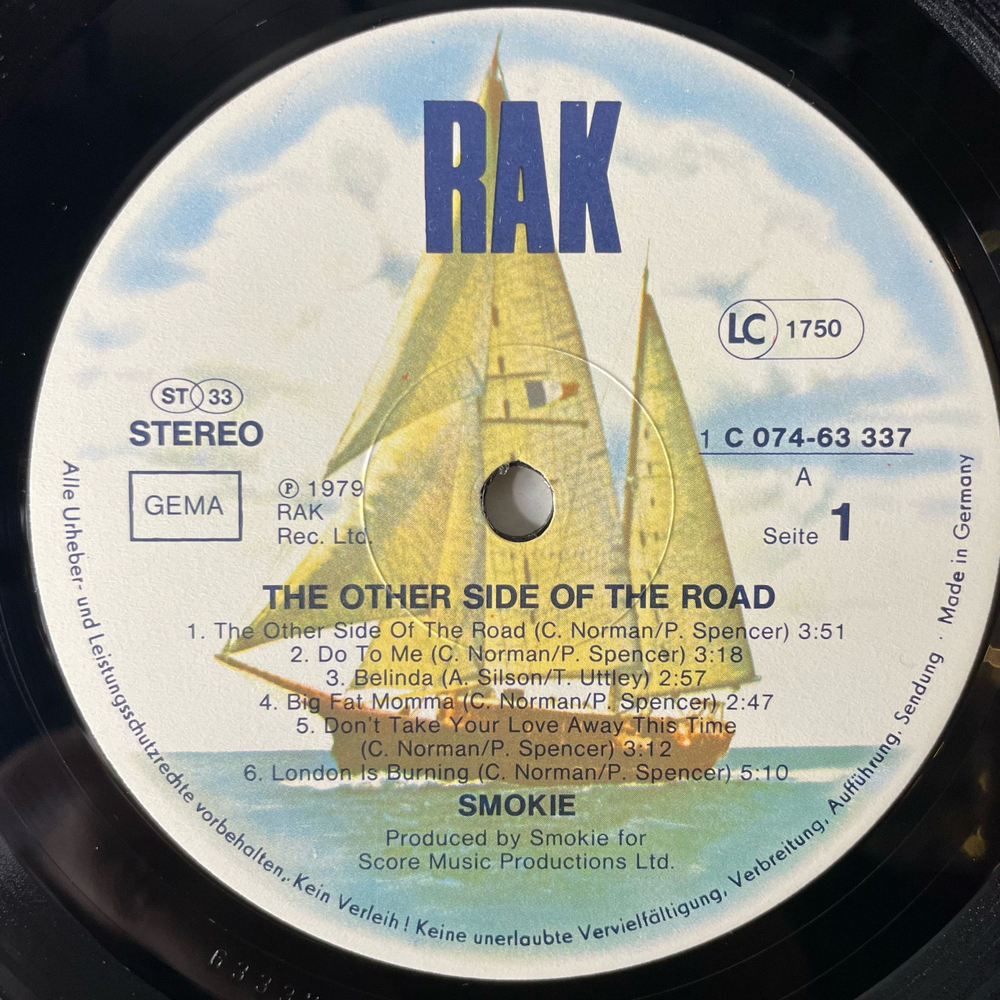 RAK
LC 1750
ST 33
STEREO
1 C 074-63 337
A
Seite 1
GEMA
℗ 1979
RAK
Rec. Ltd.
THE OTHER SIDE OF THE ROAD
1. The Other Side Of The Road (C. Norman/P. Spencer) 3:51
2. Do To Me (C. Norman/P. Spencer) 3:18
3. Belinda (A. Silson/T. Uttley) 2:57
4. Big Fat Momma (C. Norman/P. Spencer) 2:47
5. Don't Take Your Love Away This Time
(C. Norman/P. Spencer) 3:12
6. London Is Burning (C. Norman/P. Spencer) 5:10
SMOKIE
Produced by Smokie for
Score Music Productions Ltd.
Alle Urheber- und Leistungsschutzrechte vorbehalten. Kein Verleih! Keine unerlaubte Vervielfältigung, Verbreitung, Aufführung, Sendung · Made in Germany